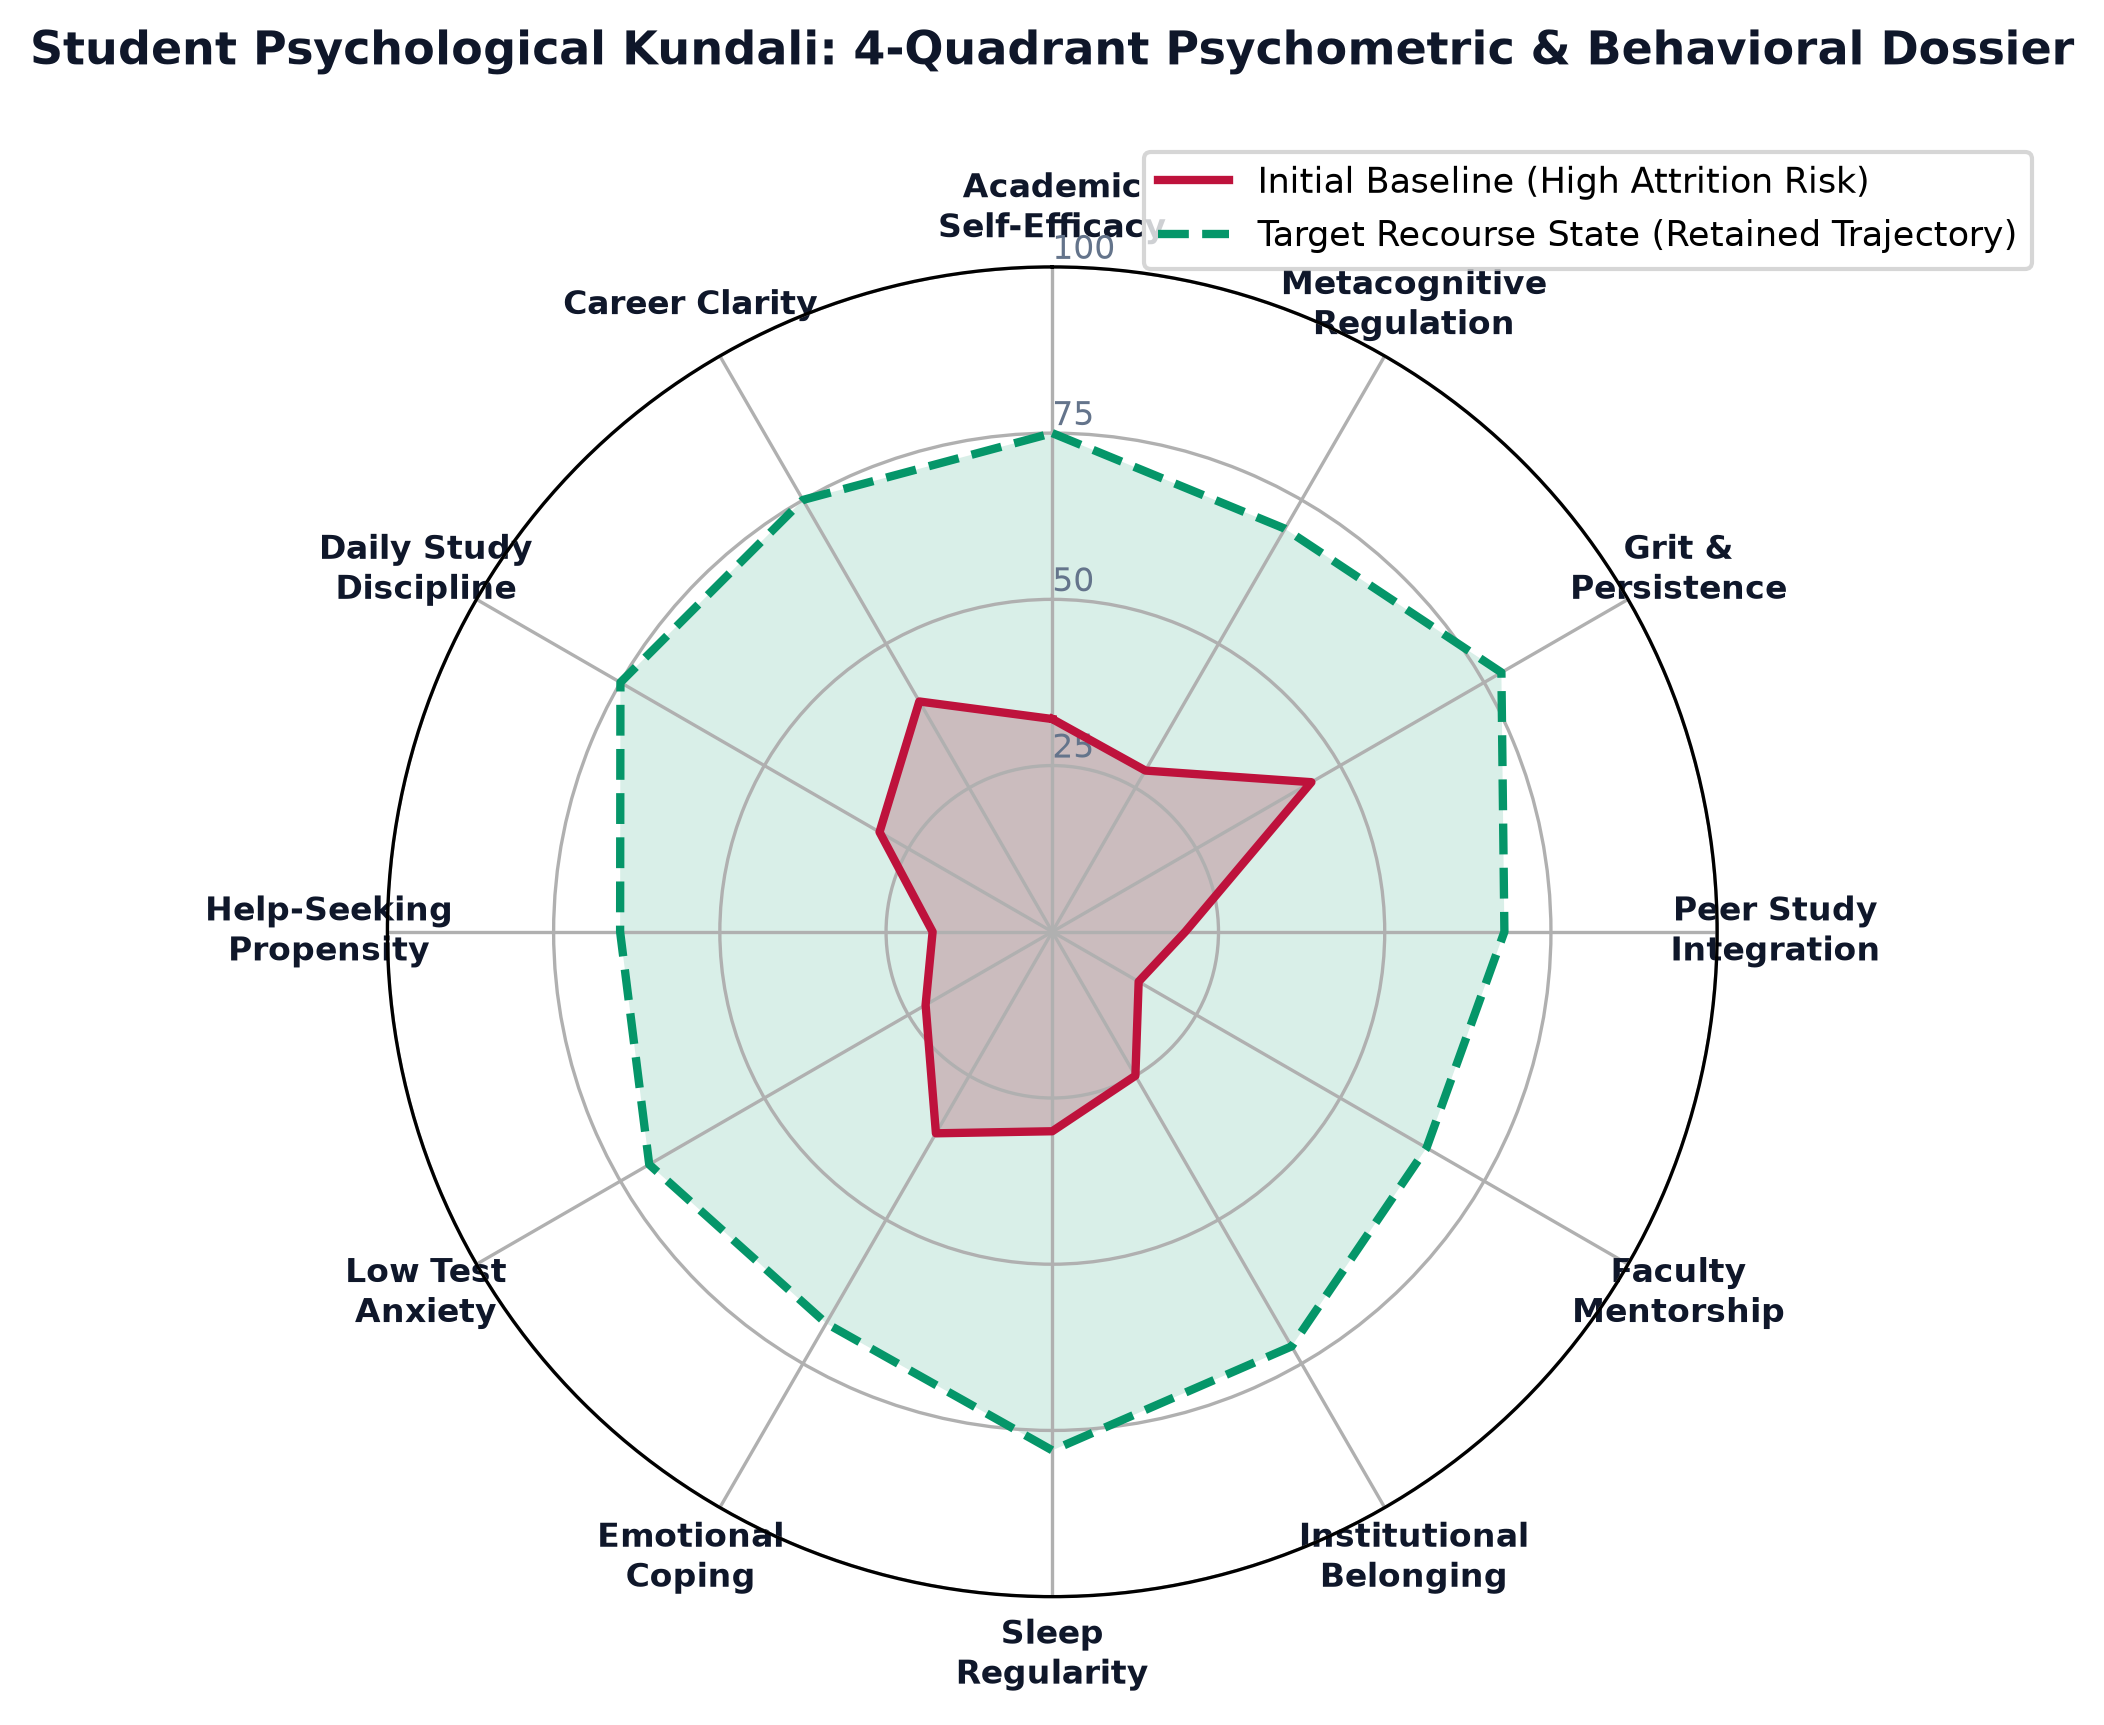 Student Psychological Kundali: 4-Quadrant Psychometric & Behavioral Dossier
Initial Baseline (High Attrition Risk)
Target Recourse State (Retained Trajectory)
Academic
Self-Efficacy
Metacognitive
Regulation
Grit &
Persistence
Peer Study
Integration
Faculty
Mentorship
Institutional
Belonging
Sleep
Regularity
Emotional
Coping
Low Test
Anxiety
Help-Seeking
Propensity
Daily Study
Discipline
Career Clarity
100
75
50
25